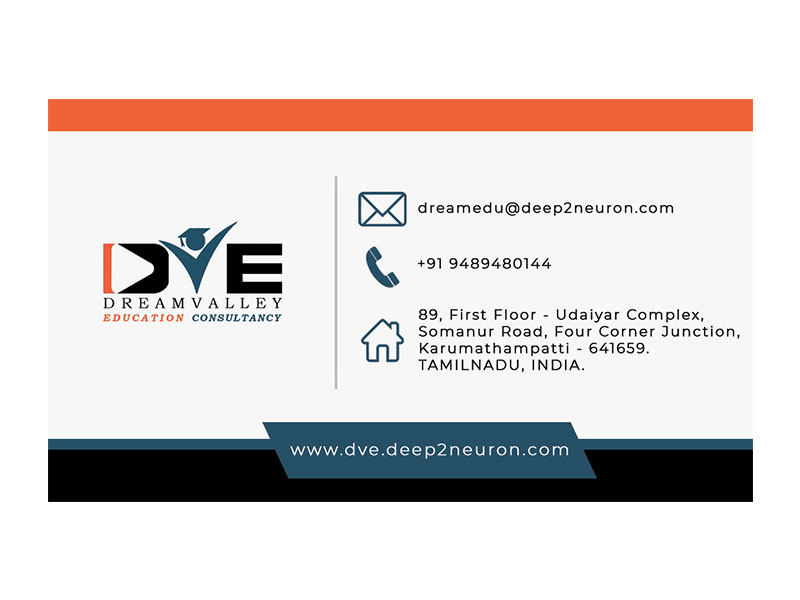 DVE
DREAMVALLEY
EDUCATION CONSULTANCY
dreamedu@deep2neuron.com
+91 9489480144
89, First Floor - Udaiyar Complex,
Somanur Road, Four Corner Junction,
Karumathampatti - 641659.
TAMILNADU, INDIA.
www.dve.deep2neuron.com